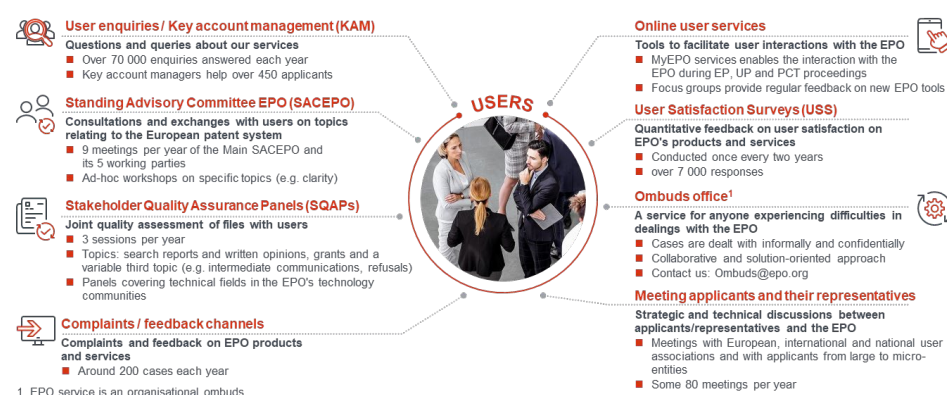 User enquiries / Key account management (KAM)
Questions and queries about our services
Over 70 000 enquiries answered each year
Key account managers help over 450 applicants
Standing Advisory Committee EPO (SACEPO)
Consultations and exchanges with users on topics
relating to the European patent system
9 meetings per year of the Main SACEPO and
its 5 working parties
Ad-hoc workshops on specific topics (e.g. clarity)
Stakeholder Quality Assurance Panels (SQAPs)
Joint quality assessment of files with users
3 sessions per year
Topics: search reports and written opinions, grants and a
variable third topic (e.g. intermediate communications, refusals)
Panels covering technical fields in the EPO's technology
communities
Complaints / feedback channels
Complaints and feedback on EPO products
and services
Around 200 cases each year
1. EPO service is an organisational ombuds
USERS
Online user services
Tools to facilitate user interactions with the EPO
MyEPO services enables the interaction with the
EPO during EP, UP and PCT proceedings
Focus groups provide regular feedback on new EPO tools
User Satisfaction Surveys (USS)
Quantitative feedback on user satisfaction on
EPO's products and services
Conducted once every two years
over 7 000 responses
Ombuds office¹
A service for anyone experiencing difficulties in
dealings with the EPO
Cases are dealt with informally and confidentially
Collaborative and solution-oriented approach
Contact us: Ombuds@epo.org
Meeting applicants and their representatives
Strategic and technical discussions between
applicants/representatives and the EPO
Meetings with European, international and national user
associations and with applicants from large to micro-
entities
Some 80 meetings per year